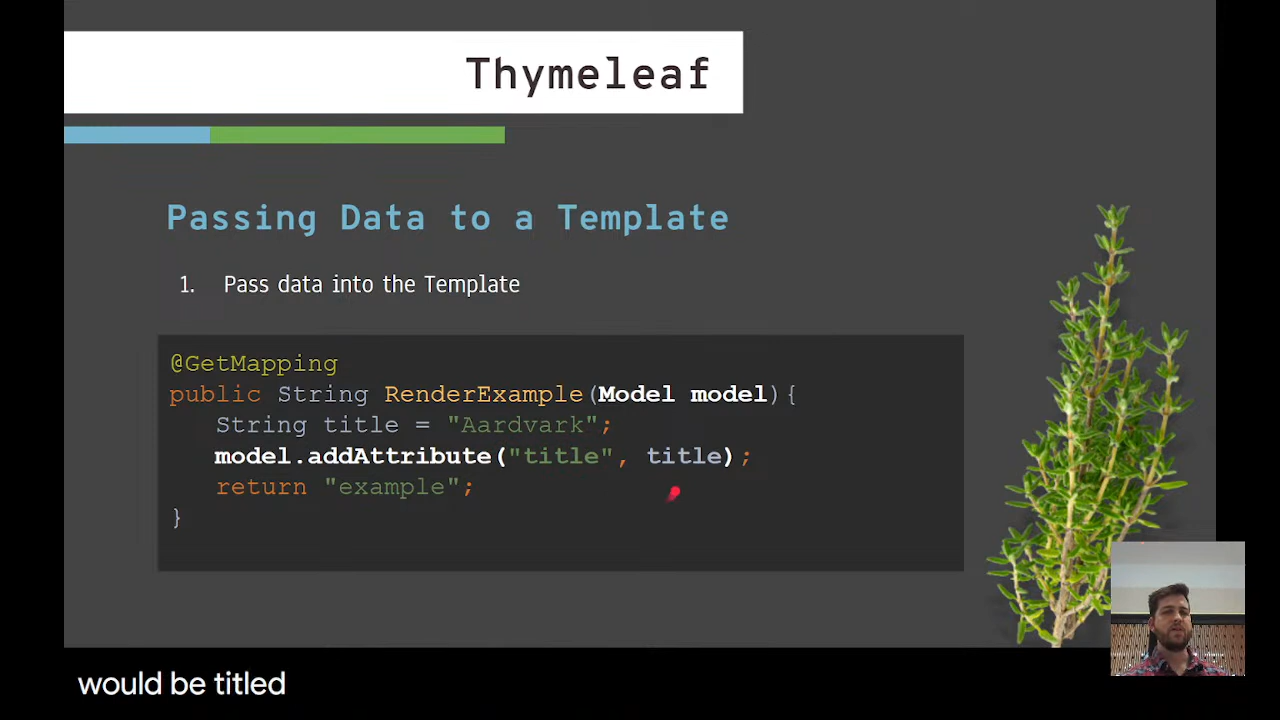 Thymeleaf
Passing Data to a Template
1. Pass data into the Template
@GetMapping
public String RenderExample(Model model){
String title = "Aardvark";
model.addAttribute("title", title);
return "example";
}
would be titled